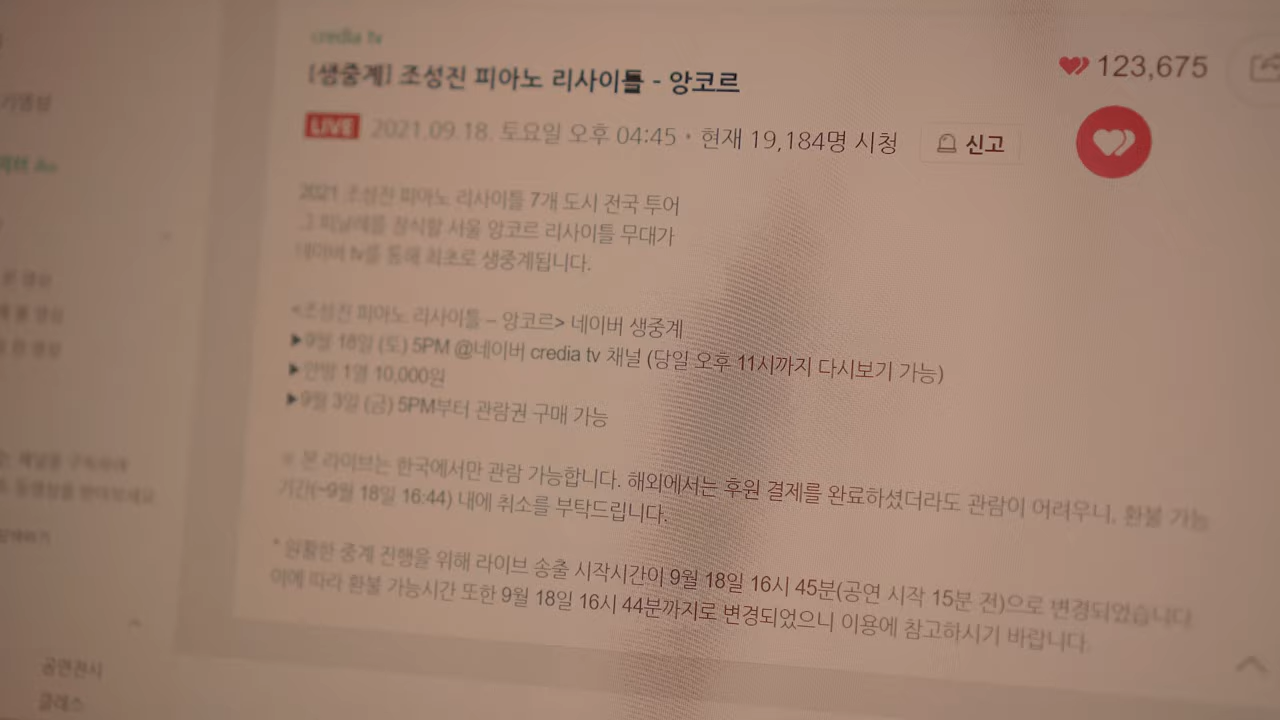 credia tv
[생중계] 조성진 피아노 리사이틀 - 앙코르
123,675
LIVE 2021.09.18. 토요일 오후 04:45 · 현재 19,184명 시청
신고
2021 조성진 피아노 리사이틀 7개 도시 전국 투어
그 피날레를 장식할 서울 앙코르 리사이틀 무대가
네이버 tv를 통해 최초로 생중계됩니다.
<조성진 피아노 리사이틀 – 앙코르> 네이버 생중계
▶9월 18일 (토) 5PM @네이버 credia tv 채널 (당일 오후 11시까지 다시보기 가능)
▶안방 1열 10,000원
▶9월 3일 (금) 5PM부터 관람권 구매 가능
※ 본 라이브는 한국에서만 관람 가능합니다. 해외에서는 후원 결제를 완료하셨더라도 관람이 어려우니, 환불 가능
기간(~9월 18일 16:44) 내에 취소를 부탁드립니다.
* 원활한 중계 진행을 위해 라이브 송출 시작시간이 9월 18일 16시 45분(공연 시작 15분 전)으로 변경되었습니다.
이에 따라 환불 가능시간 또한 9월 18일 16시 44분까지로 변경되었으니 이용에 참고하시기 바랍니다.
공연전시
클래스